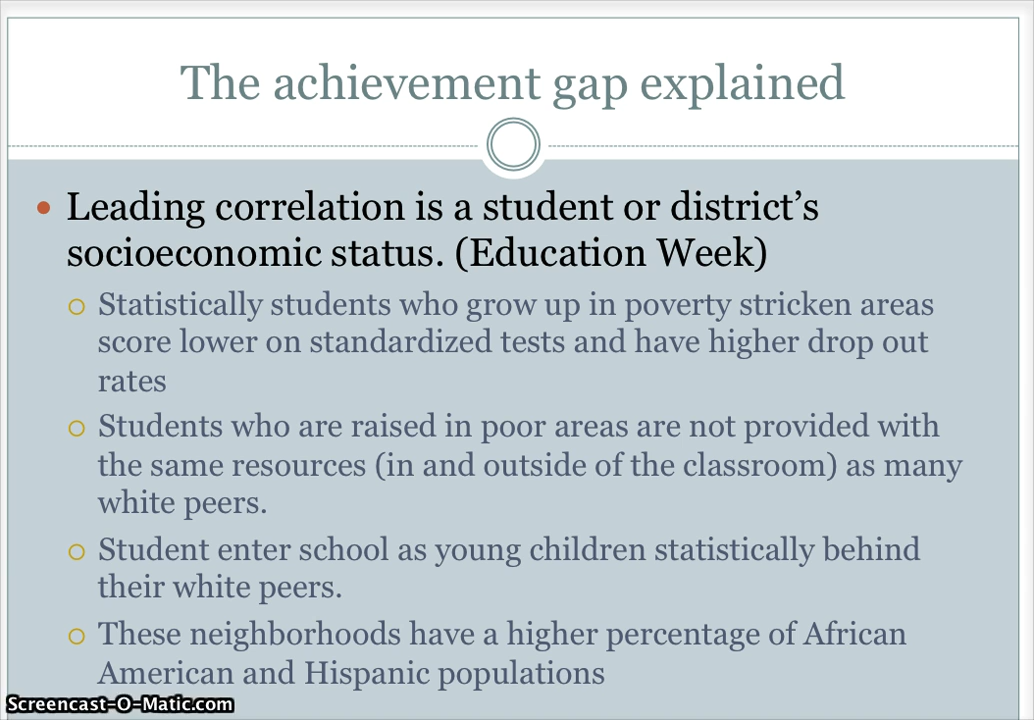 The achievement gap explained
Leading correlation is a student or district’s
socioeconomic status. (Education Week)
Statistically students who grow up in poverty stricken areas
score lower on standardized tests and have higher drop out
rates
Students who are raised in poor areas are not provided with
the same resources (in and outside of the classroom) as many
white peers.
Student enter school as young children statistically behind
their white peers.
These neighborhoods have a higher percentage of African
American and Hispanic populations
Screencast-O-Matic.com